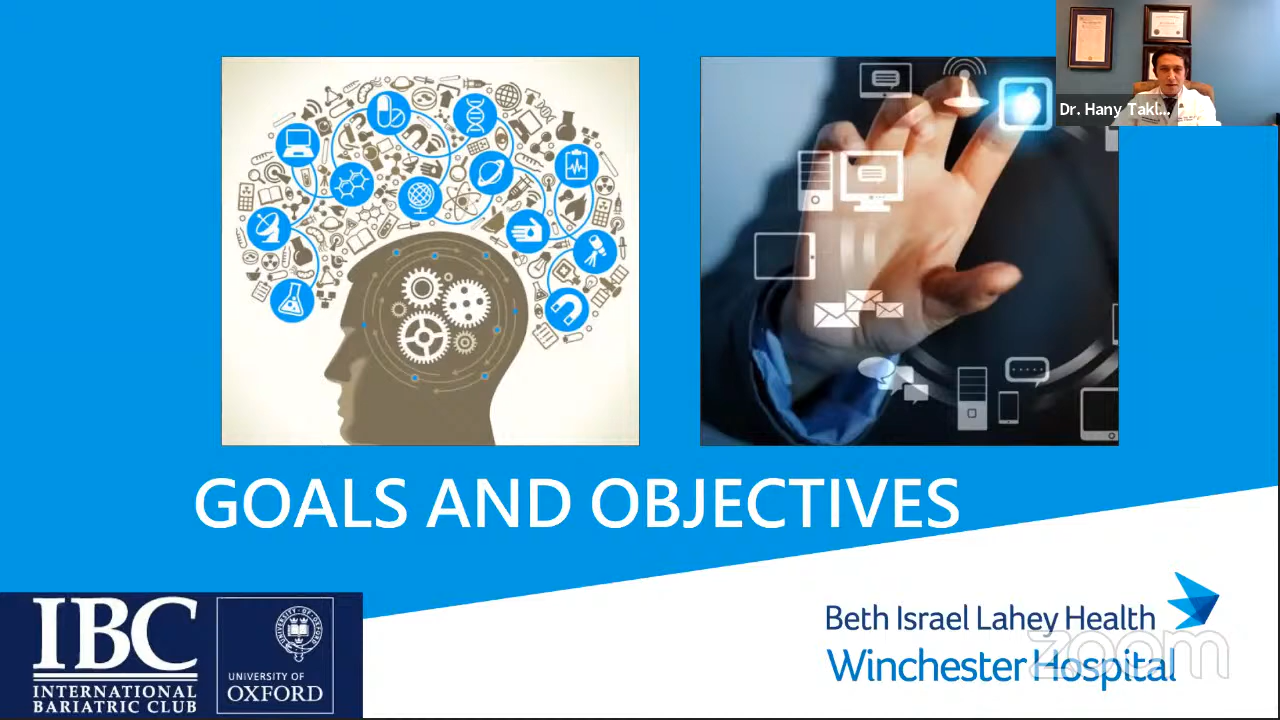 Dr. Hany Takl...
GOALS AND OBJECTIVES
IBC
INTERNATIONAL
BARIATRIC CLUB
UNIVERSITY OF
OXFORD
Beth Israel Lahey Health
Winchester Hospital
zoom